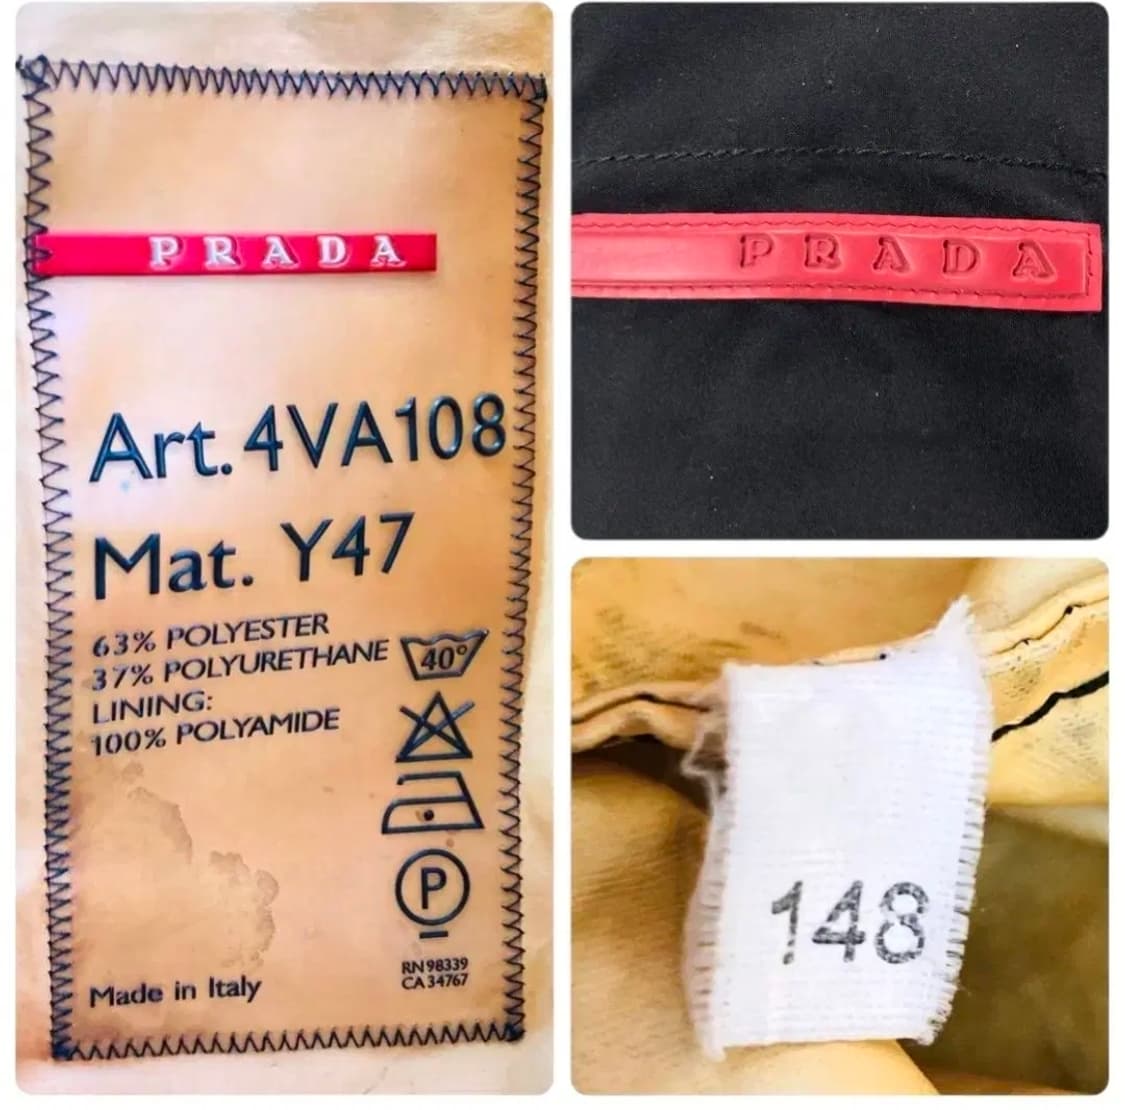 PRADA
Art. 4VA108
Mat. Y47
63% POLYESTER
37% POLYURETHANE
LINING:
100% POLYAMIDE
40°
P
Made in Italy
RN 98339
CA 34767
PRADA
148